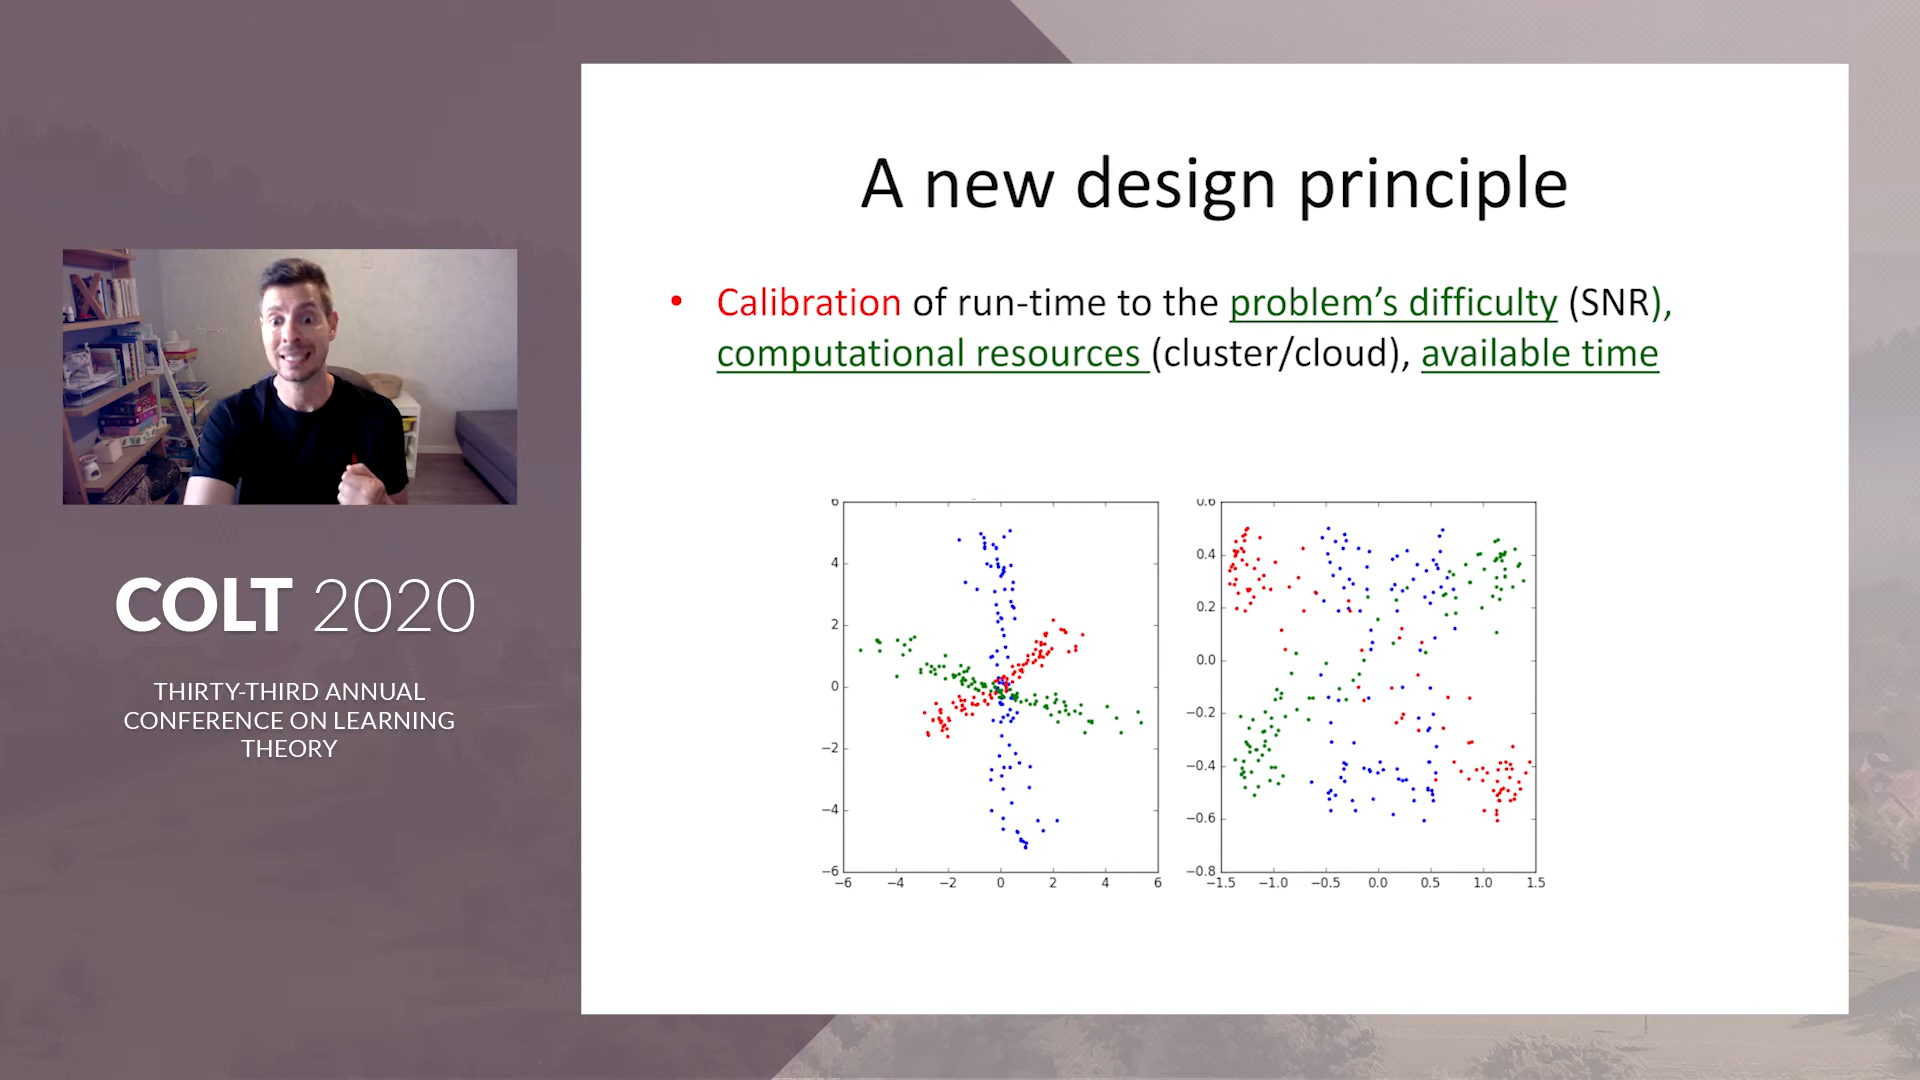 A new design principle
• Calibration of run-time to the problem’s difficulty (SNR),
computational resources (cluster/cloud), available time
COLT 2020
THIRTY-THIRD ANNUAL
CONFERENCE ON LEARNING
THEORY
6
4
2
0
−2
−4
−6
−6 −4 −2 0 2 4 6
0.6
0.4
0.2
0.0
−0.2
−0.4
−0.6
−0.8
−1.5 −1.0 −0.5 0.0 0.5 1.0 1.5